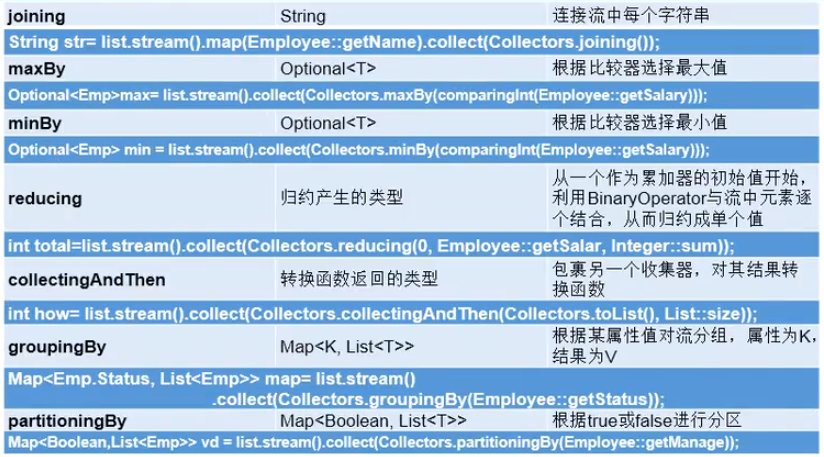 joining String 连接流中每个字符串
String str= list.stream().map(Employee::getName).collect(Collectors.joining());
maxBy Optional<T> 根据比较器选择最大值
Optional<Emp>max= list.stream().collect(Collectors.maxBy(comparingInt(Employee::getSalary)));
minBy Optional<T> 根据比较器选择最小值
Optional<Emp> min = list.stream().collect(Collectors.minBy(comparingInt(Employee::getSalary)));
reducing 归约产生的类型 从一个作为累加器的初始值开始，
利用BinaryOperator与流中元素逐
个结合，从而归约成单个值
int total=list.stream().collect(Collectors.reducing(0, Employee::getSalar, Integer::sum));
collectingAndThen 转换函数返回的类型 包裹另一个收集器，对其结果转
换函数
int how= list.stream().collect(Collectors.collectingAndThen(Collectors.toList(), List::size));
groupingBy Map<K, List<T>> 根据某属性值对流分组，属性为K，
结果为V
Map<Emp.Status, List<Emp>> map= list.stream()
.collect(Collectors.groupingBy(Employee::getStatus));
partitioningBy Map<Boolean, List<T>> 根据true或false进行分区
Map<Boolean,List<Emp>> vd = list.stream().collect(Collectors.partitioningBy(Employee::getManage));